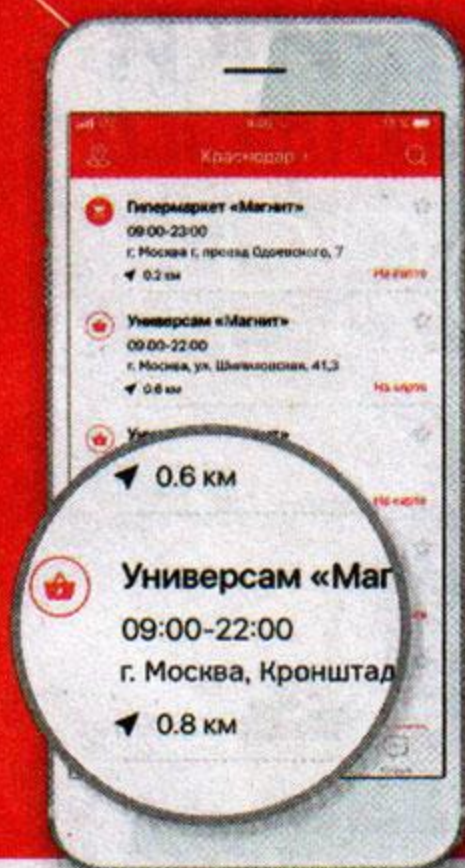 Краснодар
Гипермаркет «Магнит»
09:00-23:00
г. Москва г, проезд Одоевского, 7
0.2 км
На карте
Универсам «Магнит»
09:00-22:00
г. Москва, ул. 41,3
0.6 км
На карте
0.6 км
На карте
Универсам «Маг
09:00-22:00
г. Москва, Кронштад
0.8 км